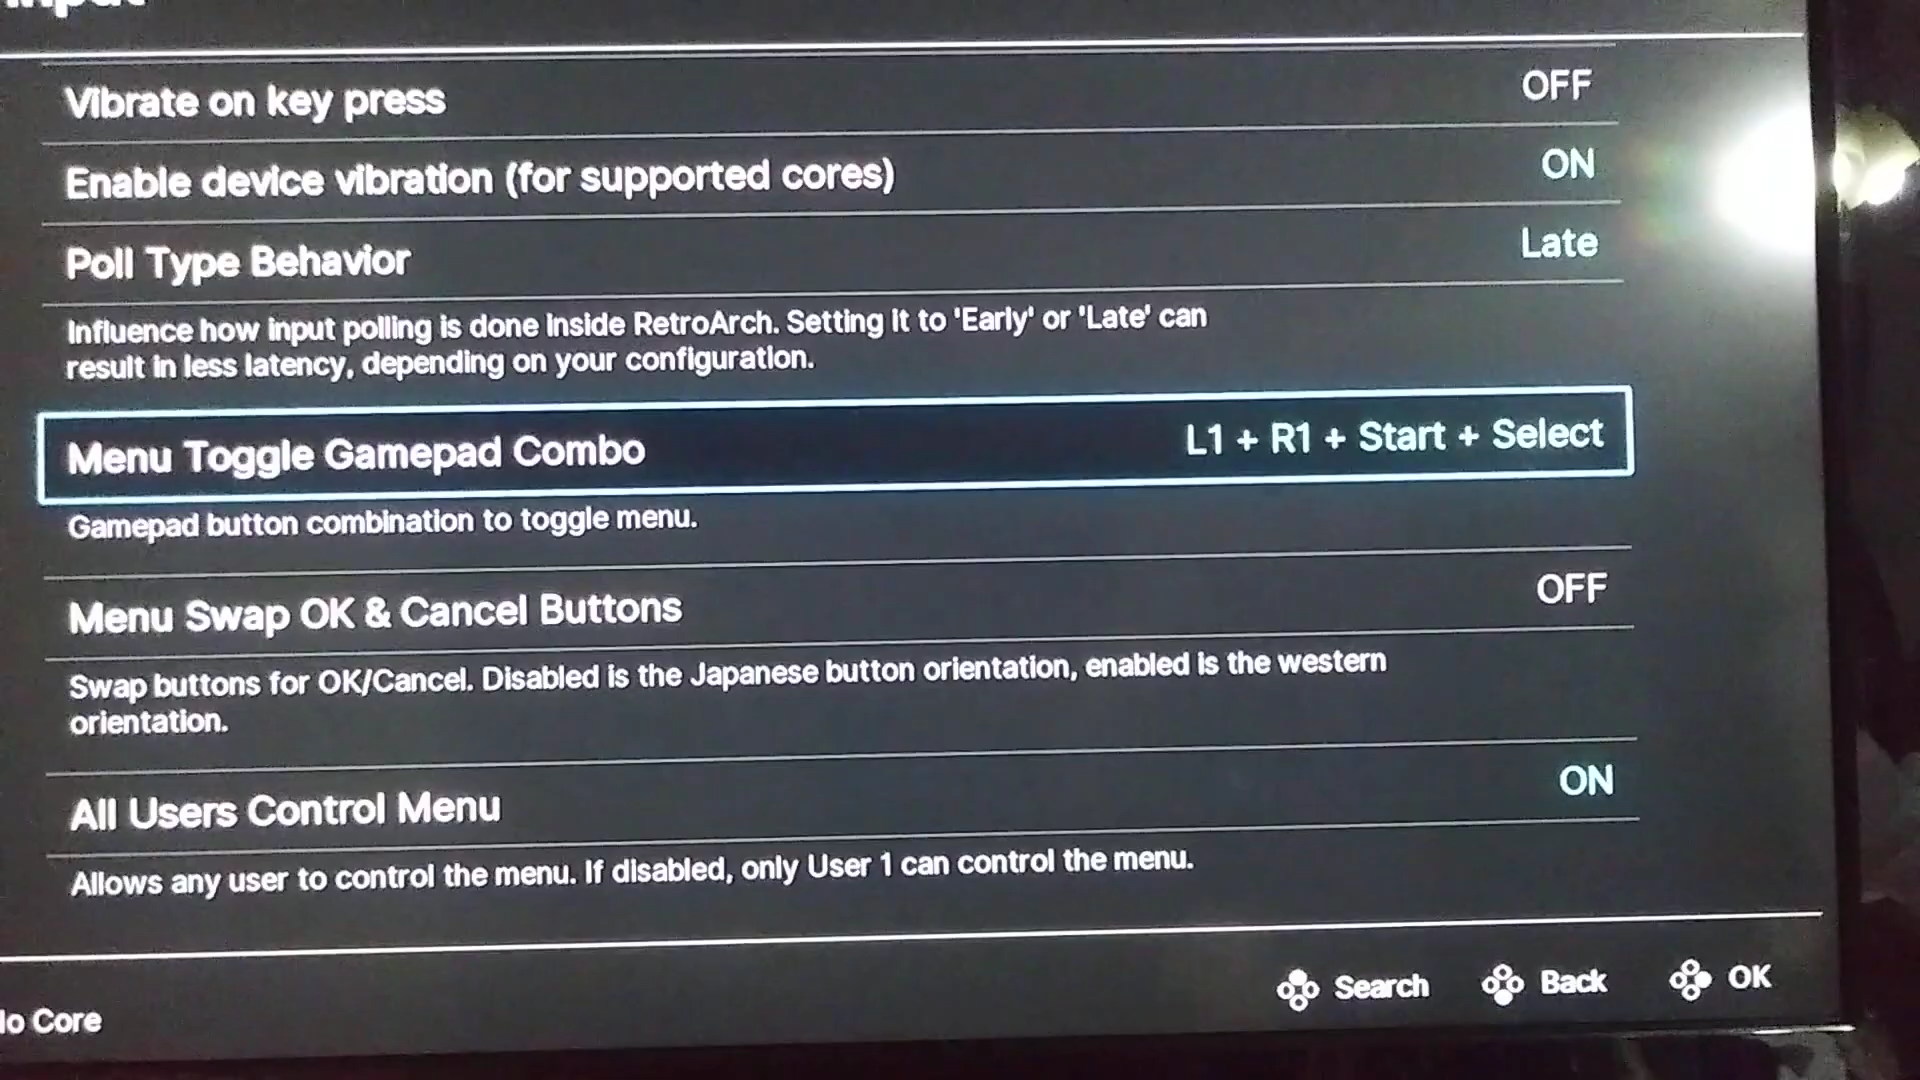 Input
Vibrate on key press OFF
Enable device vibration (for supported cores) ON
Poll Type Behavior Late
Influence how input polling is done inside RetroArch. Setting it to 'Early' or 'Late' can
result in less latency, depending on your configuration.
Menu Toggle Gamepad Combo L1 + R1 + Start + Select
Gamepad button combination to toggle menu.
Menu Swap OK & Cancel Buttons OFF
Swap buttons for OK/Cancel. Disabled is the Japanese button orientation, enabled is the western
orientation.
All Users Control Menu ON
Allows any user to control the menu. If disabled, only User 1 can control the menu.
Search Back OK
lo Core